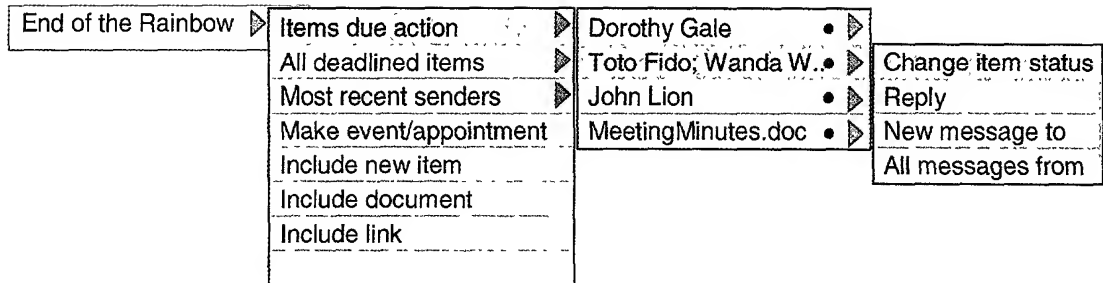 End of the Rainbow
Items due action
All deadlined items
Most recent senders
Make event/appointment
Include new item
Include document
Include link
Dorothy Gale •
Toto Fido; Wanda W..•
John Lion •
MeetingMinutes.doc •
Change item status
Reply
New message to
All messages from